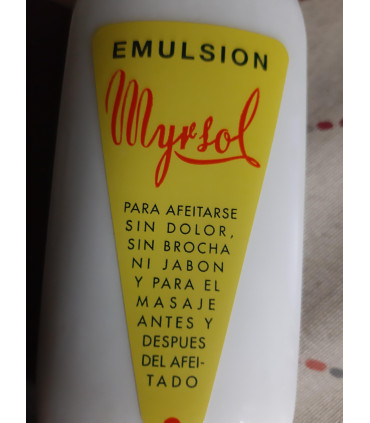 EMULSION
Myrsol
PARA AFEITARSE
SIN DOLOR,
SIN BROCHA
NI JABON
Y PARA EL
MASAJE
ANTES Y
DESPUES
DEL AFEI-
TADO